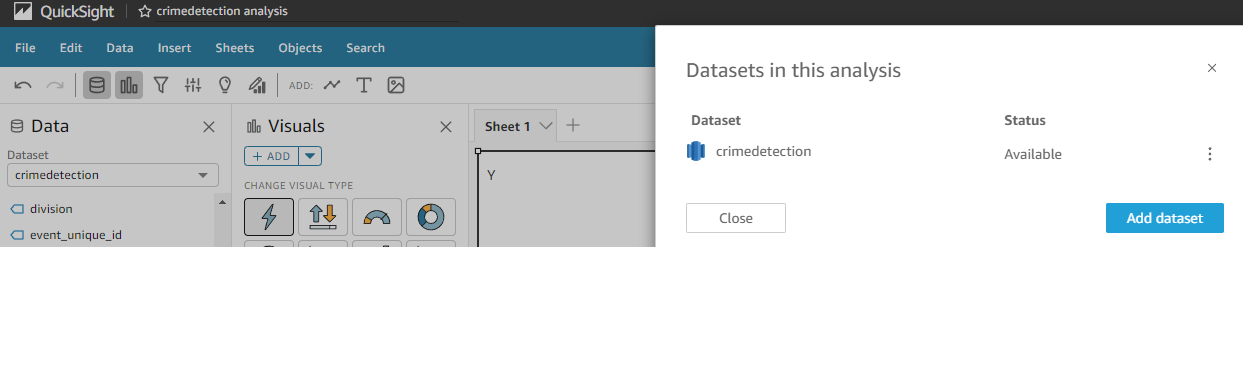 QuickSight
crimedetection analysis
File Edit Data Insert Sheets Objects Search
ADD:
Data
Dataset
crimedetection
division
event_unique_id
Visuals
+ ADD
CHANGE VISUAL TYPE
Sheet 1
Y
Datasets in this analysis
Dataset Status
crimedetection Available
Close Add dataset